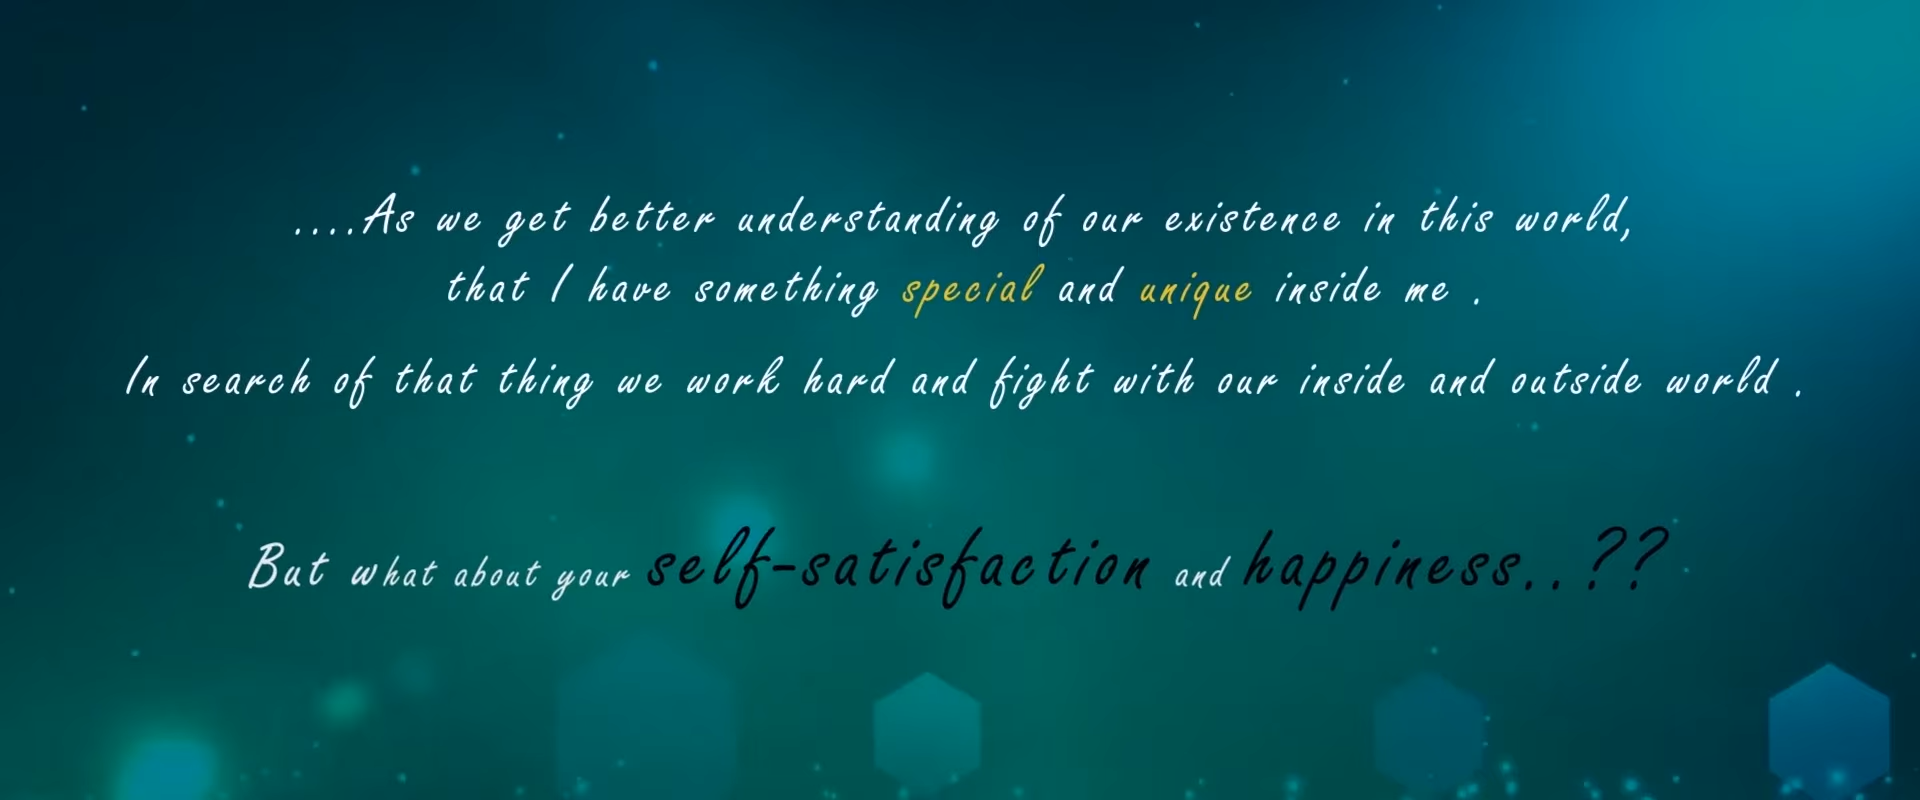 ....As we get better understanding of our existence in this world,
that I have something special and unique inside me .
In search of that thing we work hard and fight with our inside and outside world .
But what about your self-satisfaction and happiness..??